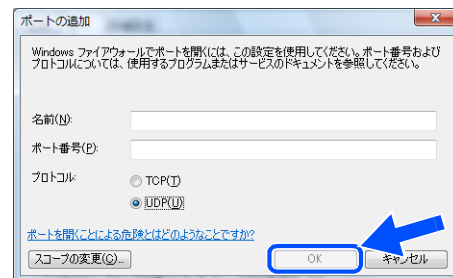 ポートの追加
Windows ファイアウォールでポートを開くには、この設定を使用してください。ポート番号および
プロトコルについては、使用するプログラムまたはサービスのドキュメントを参照してください。
名前(N):
ポート番号(P):
プロトコル:
TCP(T)
UDP(U)
ポートを開くことによる危険とはどのようなことですか?
スコープの変更(C)...
OK
キャンセル